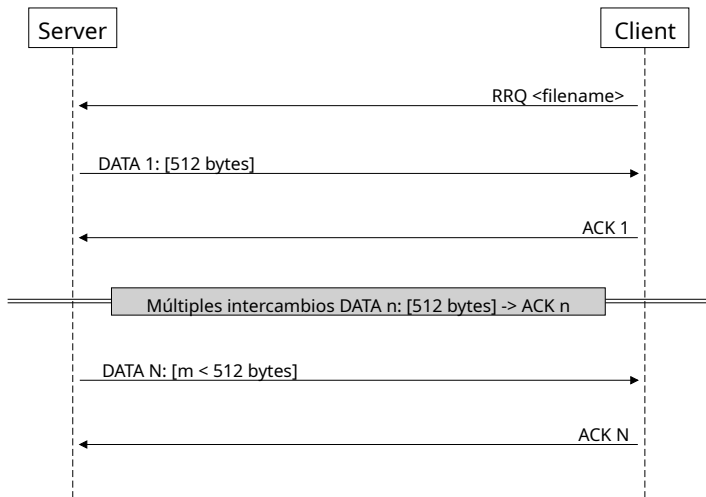 Server
Client
RRQ <filename>
DATA 1: [512 bytes]
ACK 1
Múltiples intercambios DATA n: [512 bytes] -> ACK n
DATA N: [m < 512 bytes]
ACK N